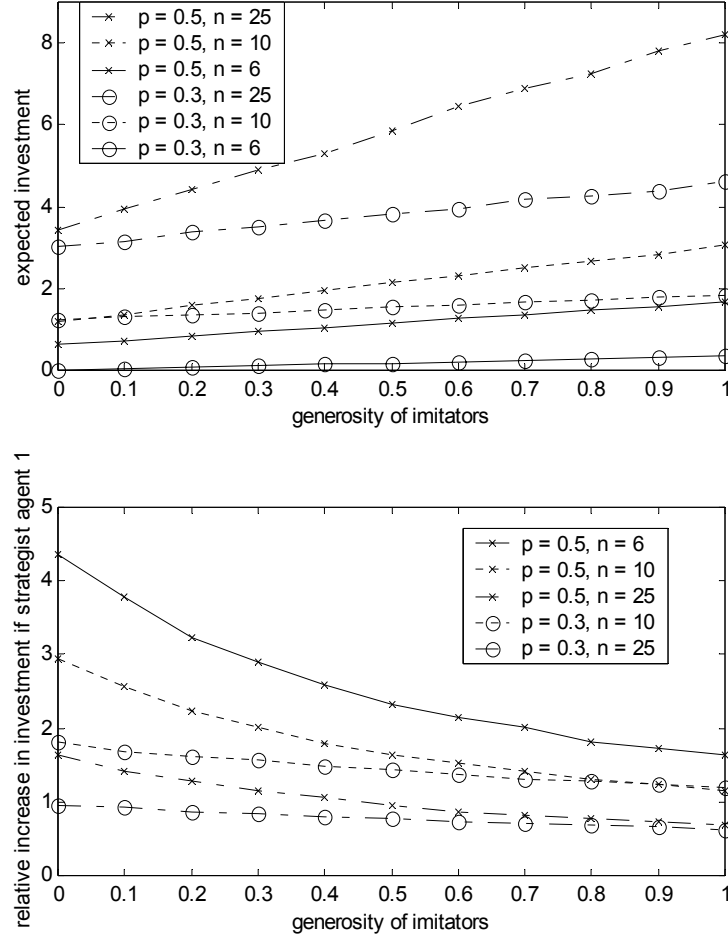 8
6
4
2
0
expected investment
p = 0.5, n = 25
p = 0.5, n = 10
p = 0.5, n = 6
p = 0.3, n = 25
p = 0.3, n = 10
p = 0.3, n = 6
0 0.1 0.2 0.3 0.4 0.5 0.6 0.7 0.8 0.9 1
generosity of imitators
5
4
3
2
1
0
relative increase in investment if strategist agent 1
p = 0.5, n = 6
p = 0.5, n = 10
p = 0.5, n = 25
p = 0.3, n = 10
p = 0.3, n = 25
0 0.1 0.2 0.3 0.4 0.5 0.6 0.7 0.8 0.9 1
generosity of imitators